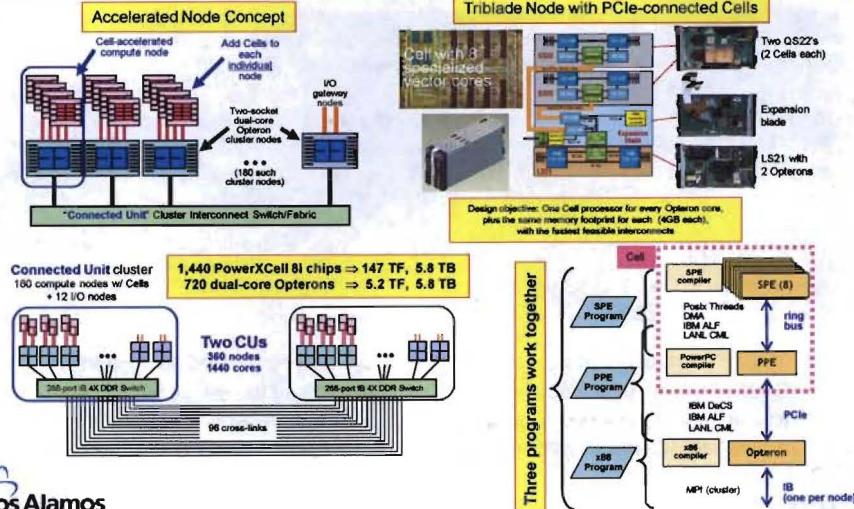 Accelerated Node Concept
Cell-accelerated
compute node
Add Cells to
each
individual
node
I/O
gateway
nodes
Two-socket
dual-core
Opteron
cluster nodes
(180 such
cluster nodes)
"Connected Unit" Cluster Interconnect Switch/Fabric
Triblade Node with PCIe-connected Cells
Cell with 8
specialized
vector cores
Two QS22's
(2 Cells each)
Expansion
blade
Expansion
blade
LS21
LS21 with
2 Opterons
Design objective: One Cell processor for every Opteron core,
plus the same memory footprint for each (4GB each),
with the fastest feasible interconnects
Connected Unit cluster
180 compute nodes w/ Cells
+ 12 I/O nodes
1,440 PowerXCell 8i chips ⇒ 147 TF, 5.8 TB
720 dual-core Opterons ⇒ 5.2 TF, 5.8 TB
Two CUs
360 nodes
1440 cores
288-port IB 4X DDR Switch
288-port IB 4X DDR Switch
96 cross-links
Three programs work together
Cell
SPE
Program
PPE
Program
x86
Program
SPE
compiler
SPE (8)
Posix Threads
DMA
IBM ALF
LANL CML
ring
bus
PowerPC
compiler
PPE
IBM DaCS
IBM ALF
LANL CML
PCIe
x86
compiler
Opteron
MPI (cluster)
IB
(one per node)
os Alamos